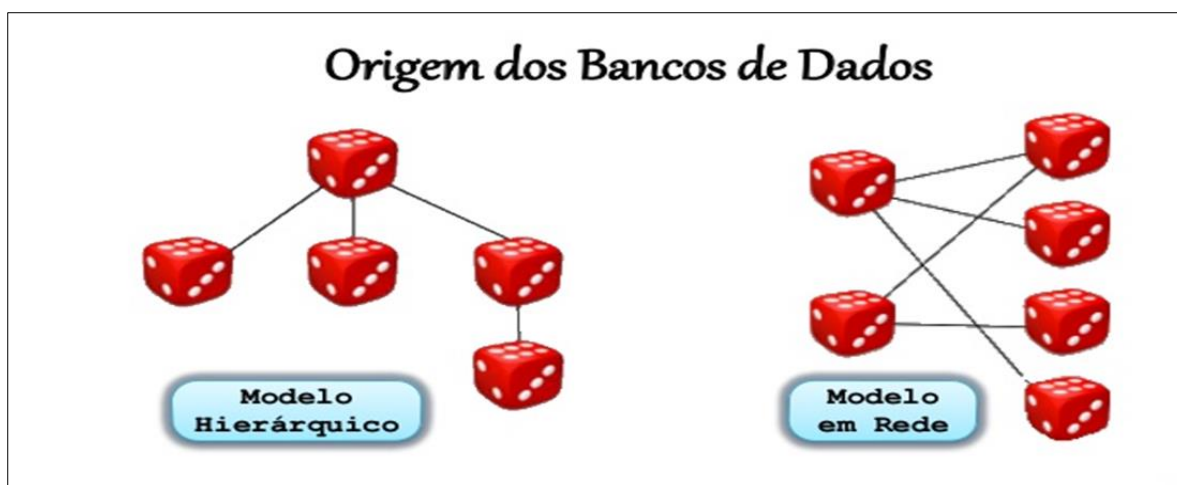 Origem dos Bancos de Dados
Modelo
Hierárquico
Modelo
em Rede